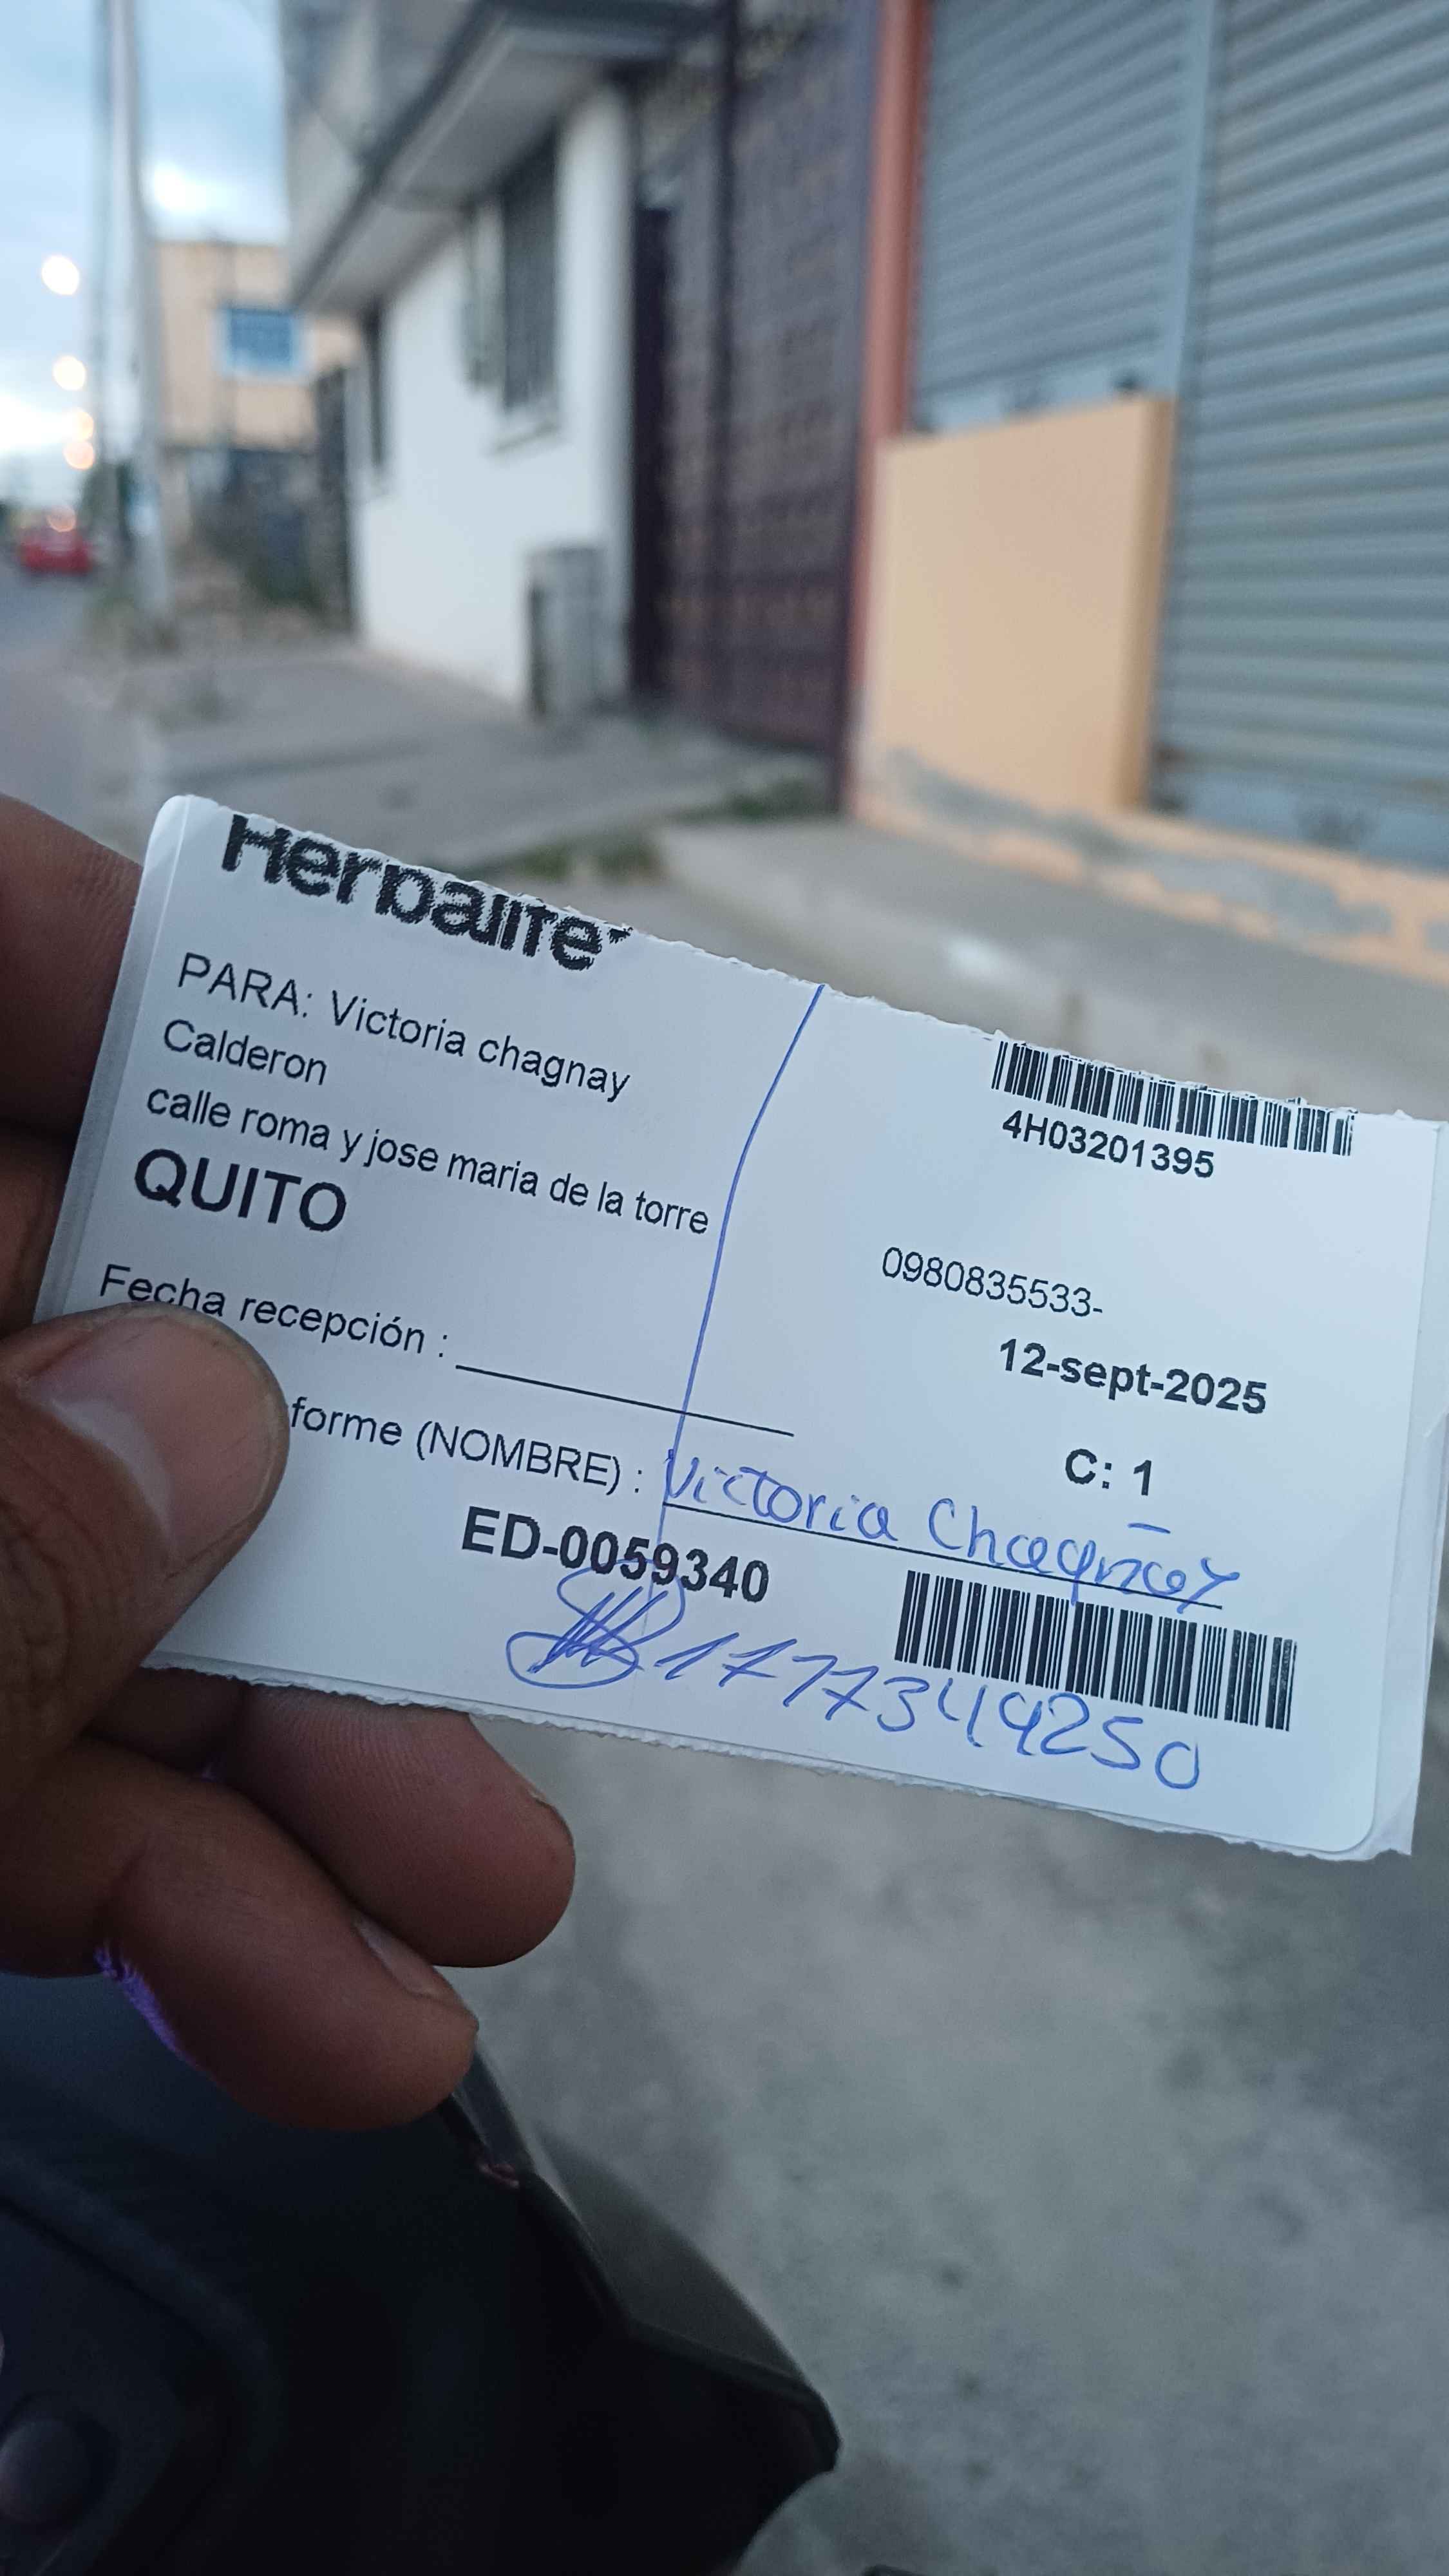 Herbalife
PARA: Victoria chagnay
Calderon
calle roma y jose maria de la torre
QUITO
4H03201395
0980835533-
12-sept-2025
C: 1
Fecha recepción :
forme (NOMBRE) : Victoria Chagnay
ED-0059340
1717344250